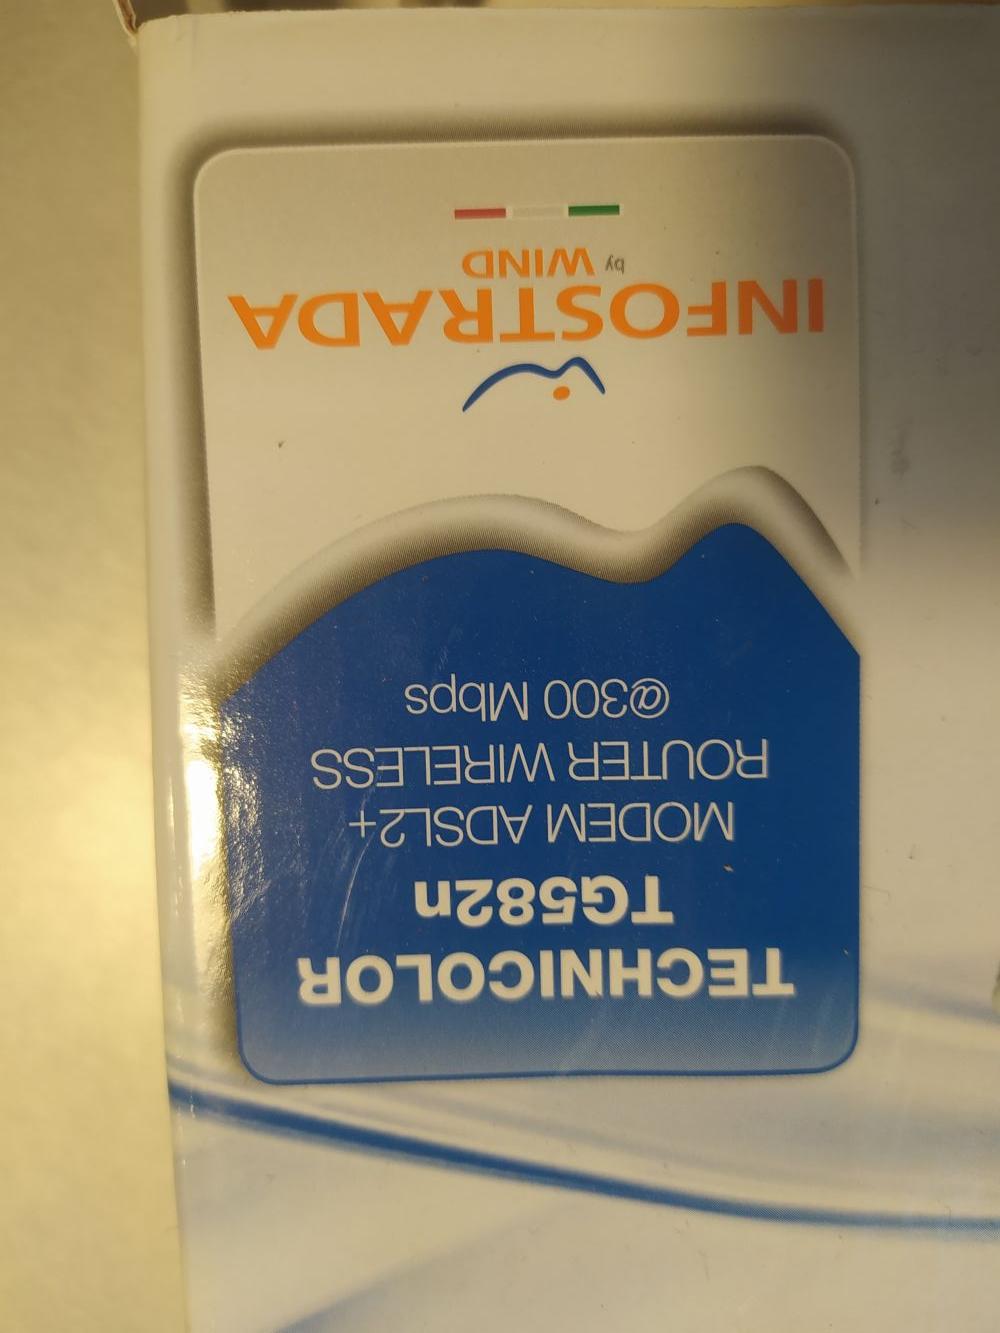 TECHNICOLOR
TG582n
MODEM ADSL2+
ROUTER WIRELESS
@300 Mbps
INFOSTRADA
by WIND